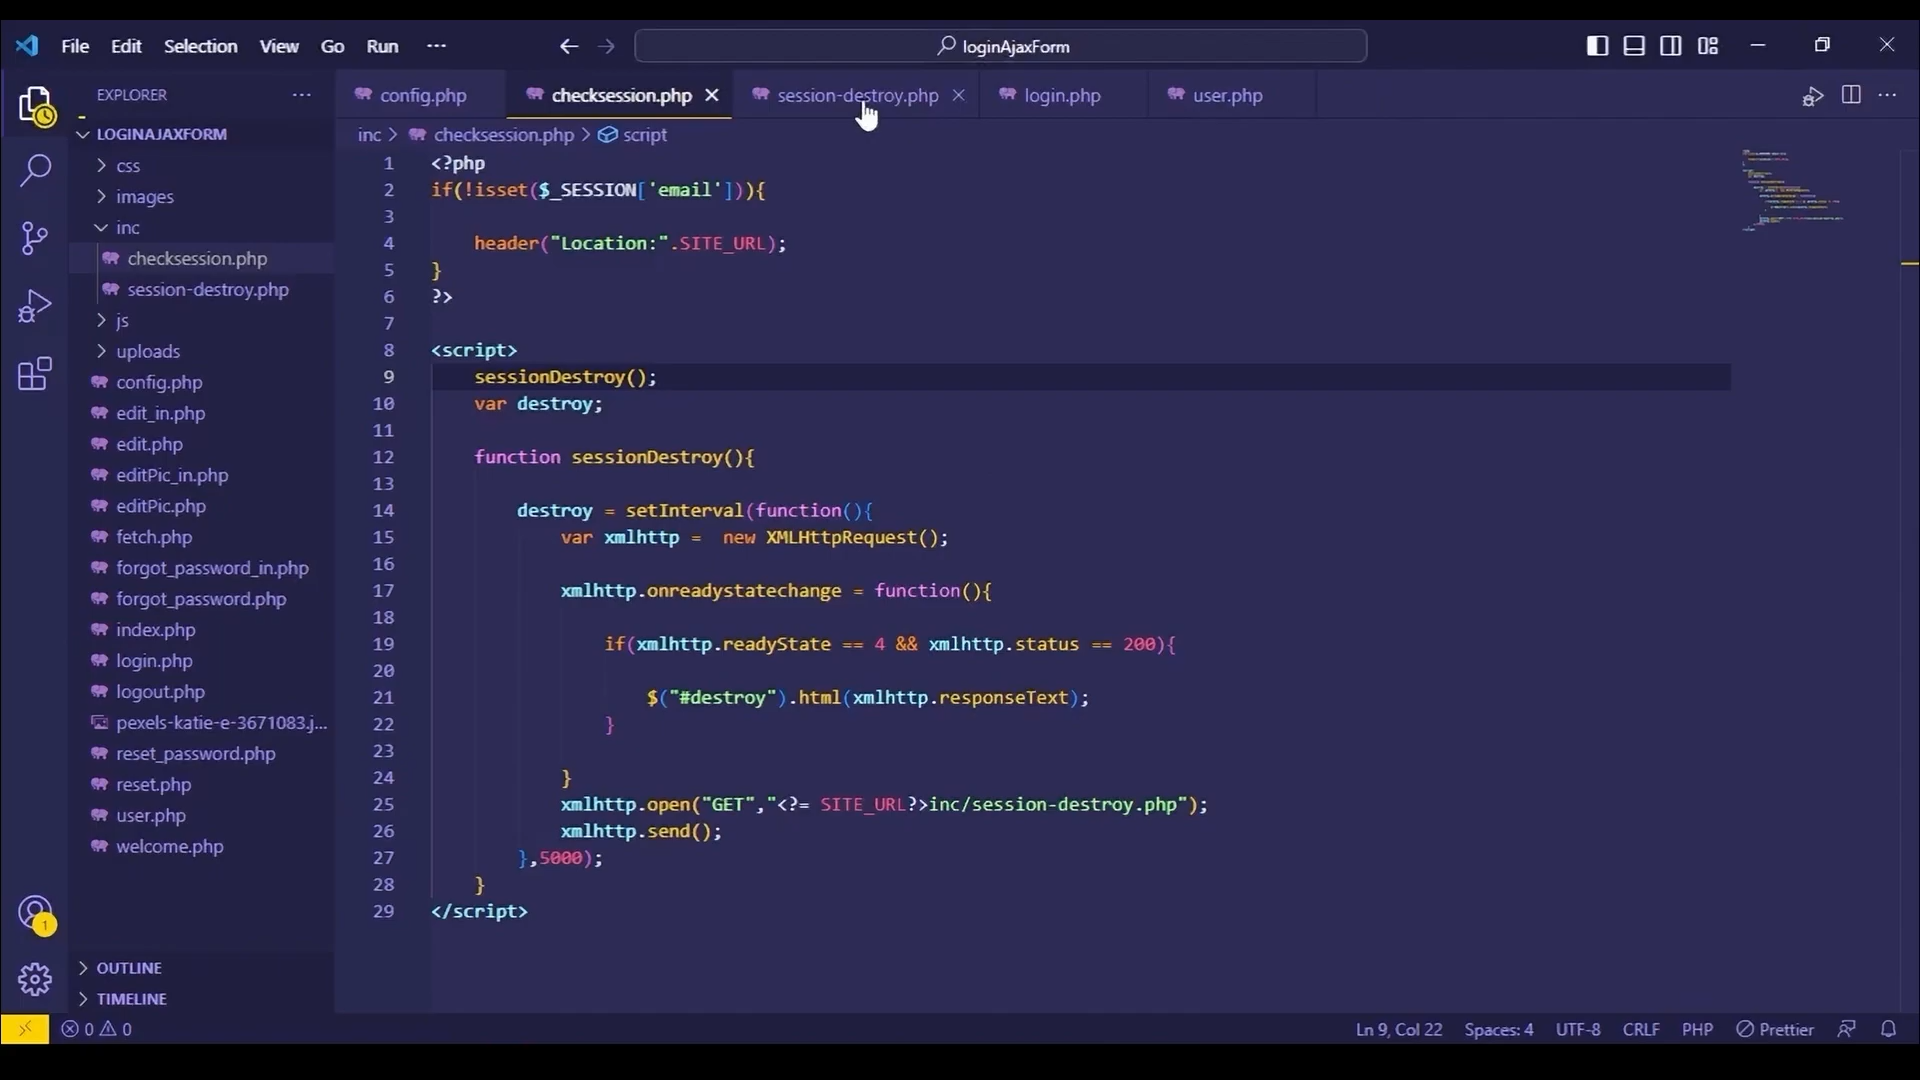 File Edit Selection View Go Run ··· loginAjaxForm
EXPLORER ···
LOGINAJAXFORM
css
images
inc
checksession.php
session-destroy.php
js
uploads
config.php
edit_in.php
edit.php
editPic_in.php
editPic.php
fetch.php
forgot_password_in.php
forgot_password.php
index.php
login.php
logout.php
pexels-katie-e-3671083.j...
reset_password.php
reset.php
user.php
welcome.php
OUTLINE
TIMELINE
1
config.php checksession.php session-destroy.php login.php user.php
inc > checksession.php > script
1 <?php
2 if(!isset($_SESSION['email'])){
3
4     header("Location:".SITE_URL);
5 }
6 ?>
7
8 <script>
9     sessionDestroy();
10     var destroy;
11
12     function sessionDestroy(){
13
14         destroy = setInterval(function(){
15             var xmlhttp =  new XMLHttpRequest();
16
17             xmlhttp.onreadystatechange = function(){
18
19                 if(xmlhttp.readyState == 4 && xmlhttp.status == 200){
20
21                     $("#destroy").html(xmlhttp.responseText);
22                 }
23
24             }
25             xmlhttp.open("GET","<?= SITE_URL?>inc/session-destroy.php");
26             xmlhttp.send();
27         },5000);
28     }
29 </script>
0 0 Ln 9, Col 22 Spaces: 4 UTF-8 CRLF PHP Prettier